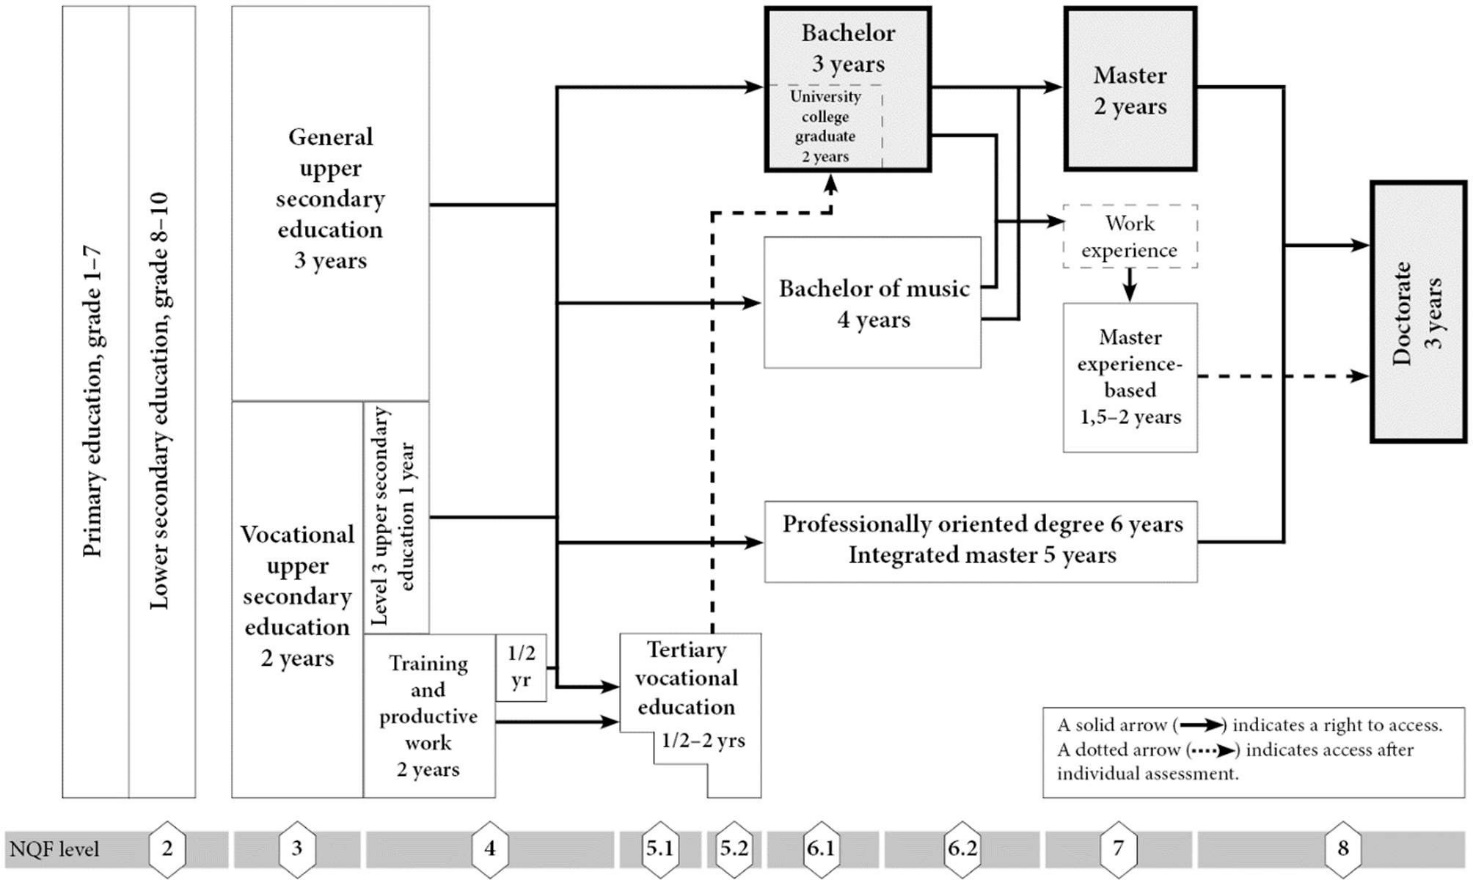 Primary education, grade 1–7
Lower secondary education, grade 8–10
General
upper
secondary
education
3 years
Vocational
upper
secondary
education
2 years
Level 3 upper secondary
education 1 year
Training
and
productive
work
2 years
1/2
yr
Tertiary
vocational
education
1/2–2 yrs
Bachelor
3 years
University
college
graduate
2 years
Bachelor of music
4 years
Professionally oriented degree 6 years
Integrated master 5 years
Master
2 years
Work
experience
Master
experience-
based
1,5–2 years
Doctorate
3 years
A solid arrow ( ) indicates a right to access.
A dotted arrow ( ) indicates access after
individual assessment.
NQF level 2 3 4 5.1 5.2 6.1 6.2 7 8